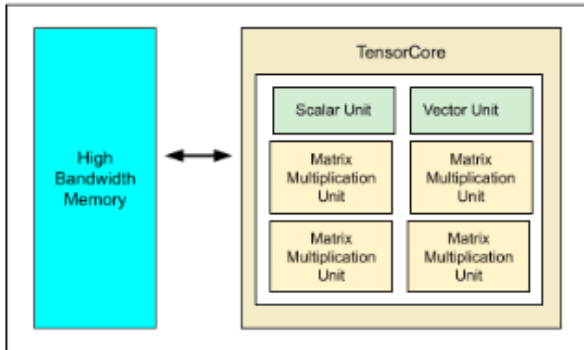 TensorCore
High
Bandwidth
Memory
Scalar Unit
Vector Unit
Matrix
Multiplication
Unit
Matrix
Multiplication
Unit
Matrix
Multiplication
Unit
Matrix
Multiplication
Unit